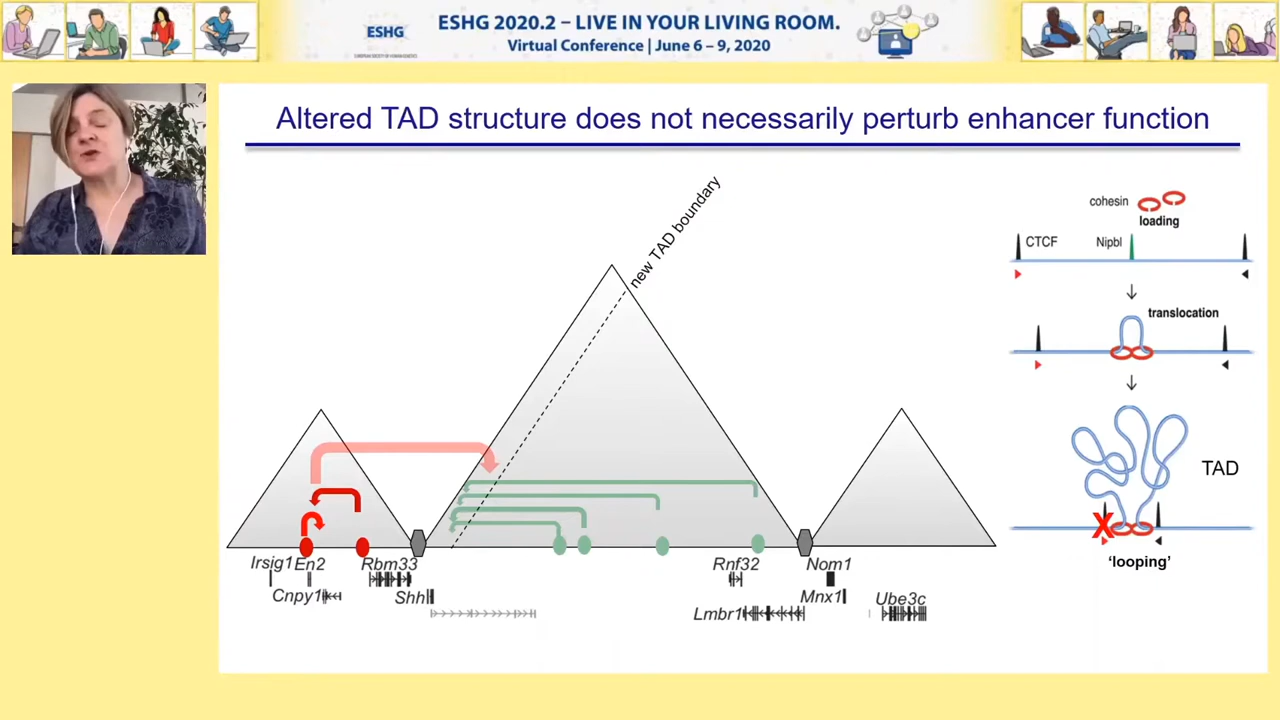 ESHG 2020.2 – LIVE IN YOUR LIVING ROOM.
ESHG
Virtual Conference | June 6 – 9, 2020
Altered TAD structure does not necessarily perturb enhancer function
new TAD boundary
cohesin
loading
CTCF
Nipbl
translocation
TAD
X
'looping'
Irsig1 En2
Rbm33
Rnf32
Nom1
Cnpy1
Shh
Mnx1
Ube3c
Lmbr1